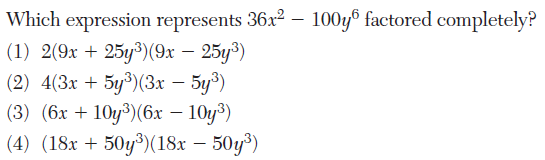 Which expression represents 36x² − 100y⁶ factored completely?
(1) 2(9x + 25y³)(9x − 25y³)
(2) 4(3x + 5y³)(3x − 5y³)
(3) (6x + 10y³)(6x − 10y³)
(4) (18x + 50y³)(18x − 50y³)